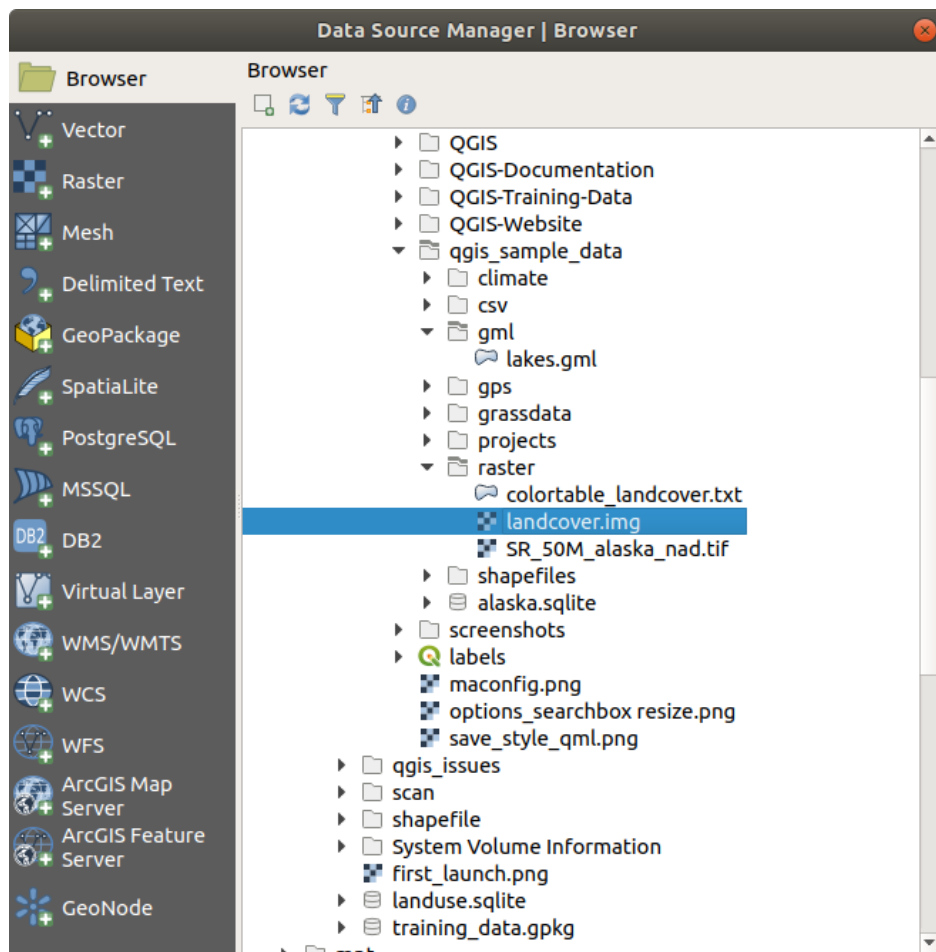 Data Source Manager | Browser
Browser
Vector
Raster
Mesh
Delimited Text
GeoPackage
SpatiaLite
PostgreSQL
MSSQL
DB2
DB2
Virtual Layer
WMS/WMTS
WCS
WFS
ArcGIS Map
Server
ArcGIS Feature
Server
GeoNode
Browser
QGIS
QGIS-Documentation
QGIS-Training-Data
QGIS-Website
qgis_sample_data
climate
csv
gml
lakes.gml
gps
grassdata
projects
raster
colortable_landcover.txt
landcover.img
SR_50M_alaska_nad.tif
shapefiles
alaska.sqlite
screenshots
labels
maconfig.png
options_searchbox resize.png
save_style_qml.png
qgis_issues
scan
shapefile
System Volume Information
first_launch.png
landuse.sqlite
training_data.gpkg